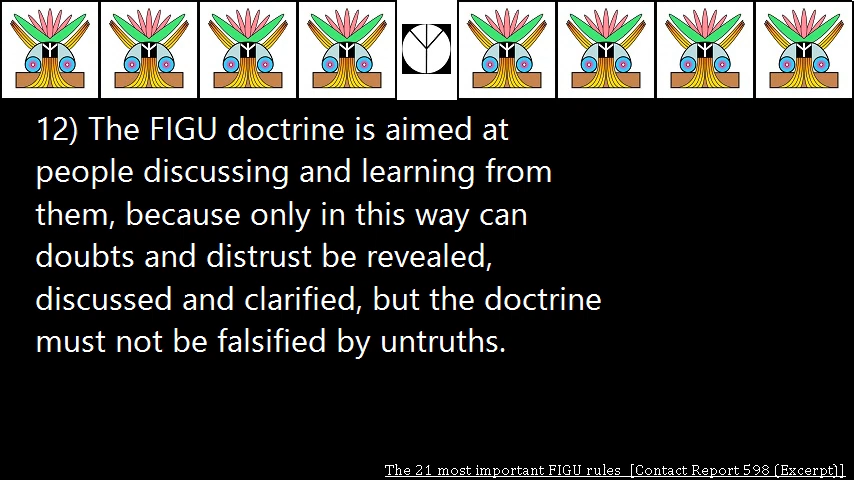 12) The FIGU doctrine is aimed at
people discussing and learning from
them, because only in this way can
doubts and distrust be revealed,
discussed and clarified, but the doctrine
must not be falsified by untruths.
The 21 most important FIGU rules  [Contact Report 598 (Excerpt)]